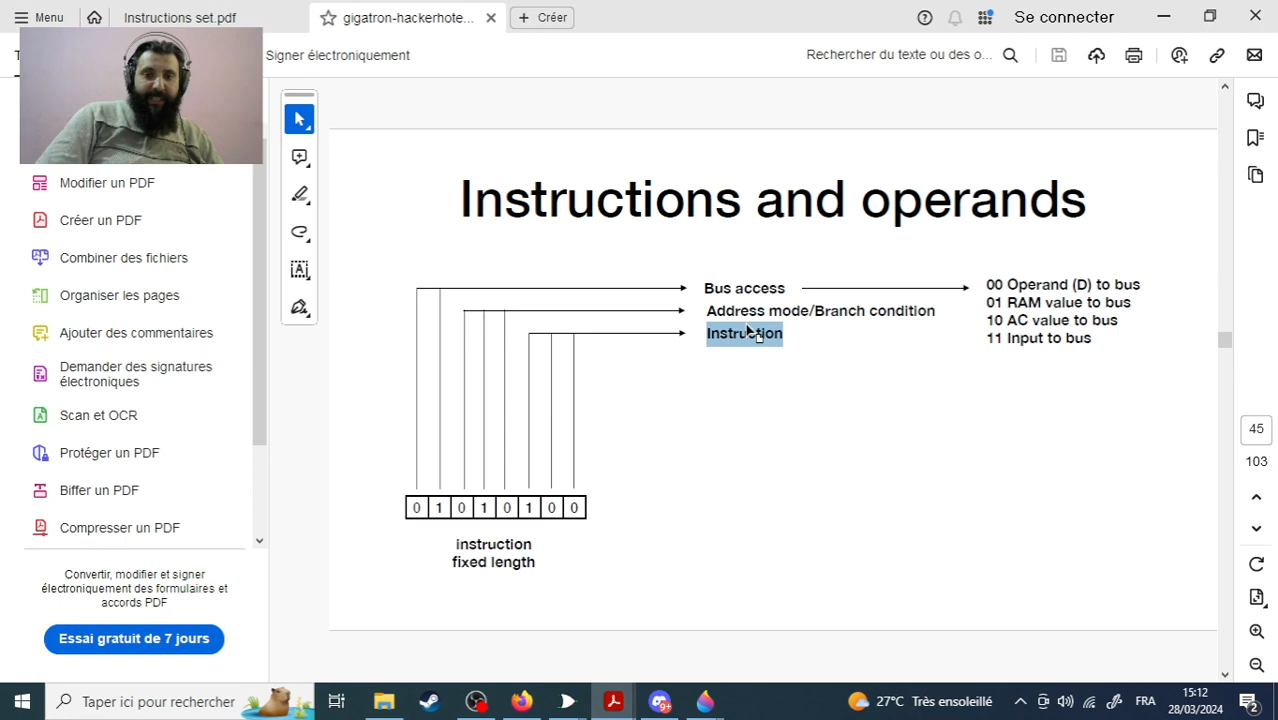 Menu
Instructions set.pdf
gigatron-hackerhote...
Créer
Se connecter
Signer électroniquement
Rechercher du texte ou des o...
Modifier un PDF
Créer un PDF
Combiner des fichiers
Organiser les pages
Ajouter des commentaires
Demander des signatures
électroniques
Scan et OCR
Protéger un PDF
Biffer un PDF
Compresser un PDF
Convertir, modifier et signer
électroniquement des formulaires et
accords PDF
Essai gratuit de 7 jours
Instructions and operands
Bus access
Address mode/Branch condition
Instruction
00 Operand (D) to bus
01 RAM value to bus
10 AC value to bus
11 Input to bus
0 1 0 1 0 1 0 0
instruction
fixed length
45
103
Taper ici pour rechercher
9+
27°C Très ensoleillé
FRA
15:12
28/03/2024
2